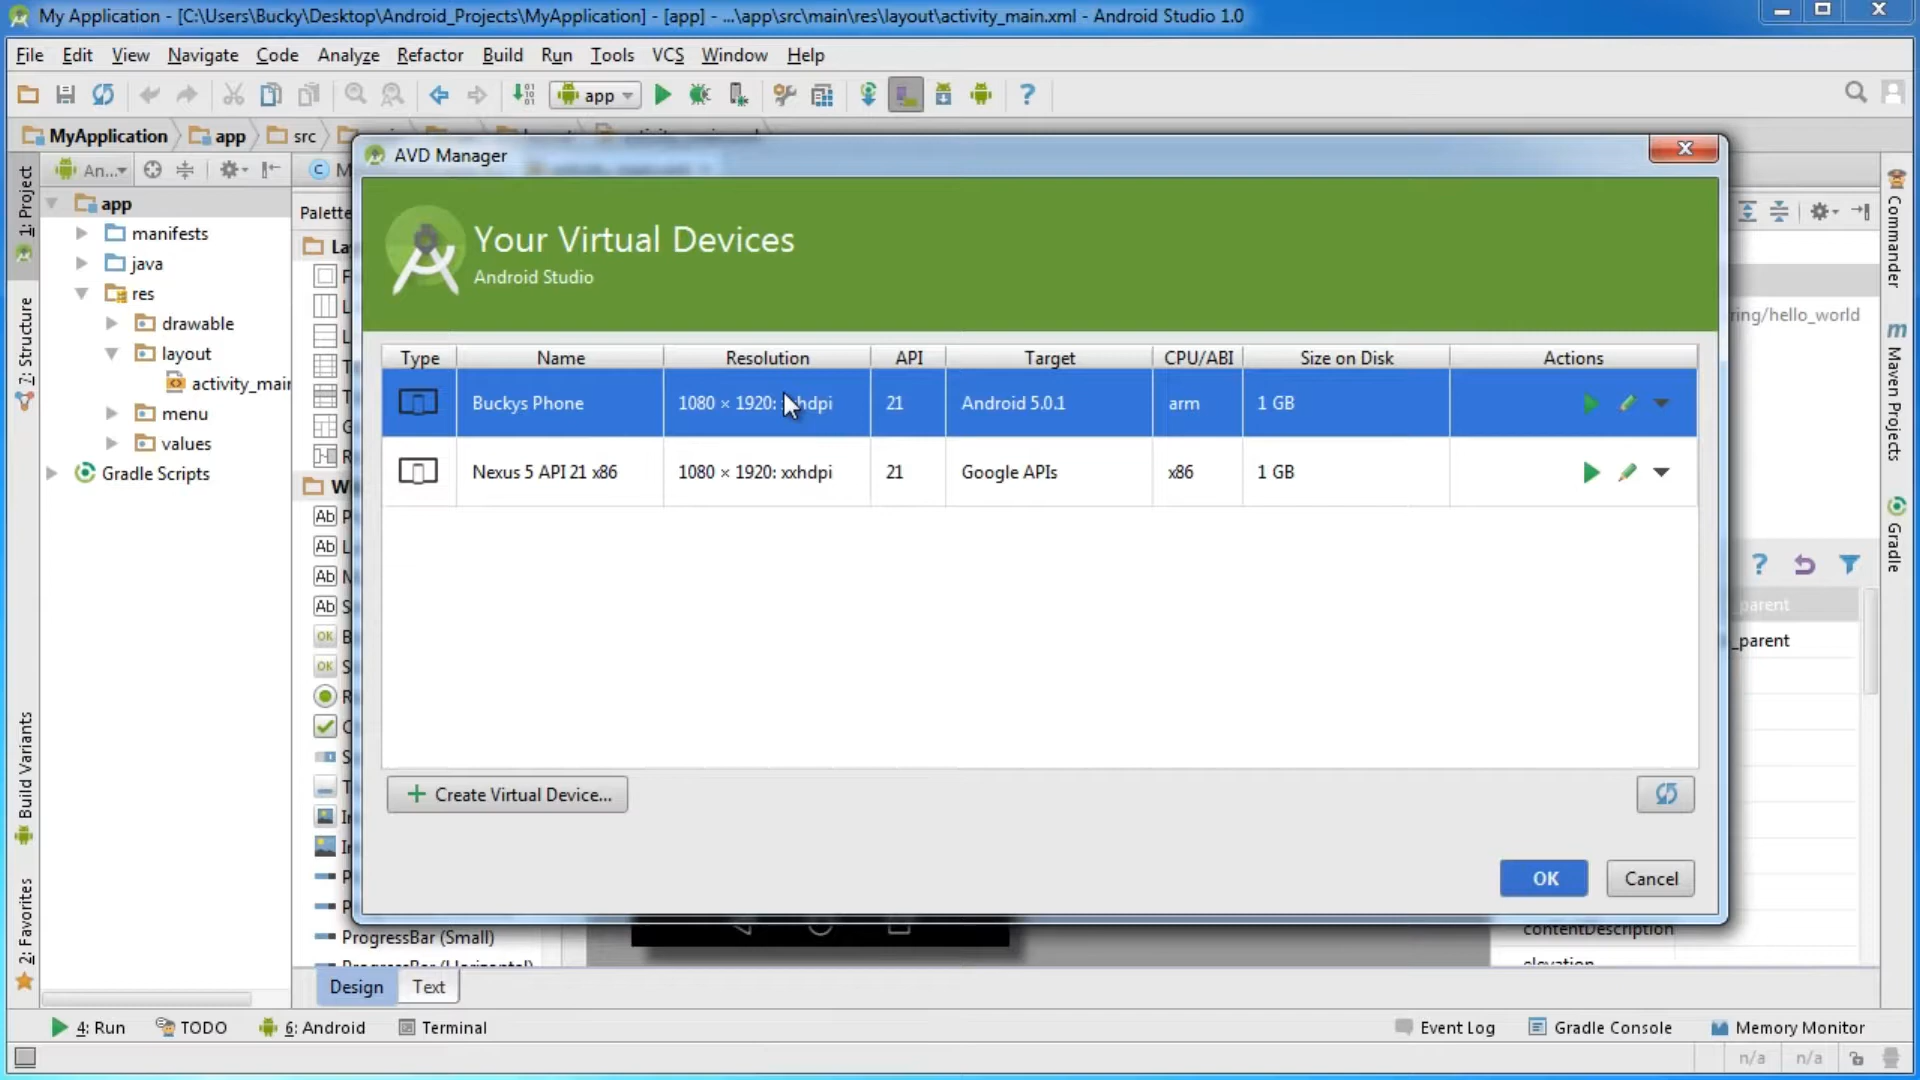 My Application - [C:\Users\Bucky\Desktop\Android_Projects\MyApplication] - [app] - ...\app\src\main\res\layout\activity_main.xml - Android Studio 1.0
File Edit View Navigate Code Analyze Refactor Build Run Tools VCS Window Help
app
MyApplication app src
AVD Manager
An...
1: Project
7: Structure
Build Variants
2: Favorites
app
manifests
java
res
drawable
layout
activity_mai
menu
values
Gradle Scripts
Palette
Your Virtual Devices
Android Studio
Type Name Resolution API Target CPU/ABI Size on Disk Actions
Buckys Phone 1080 × 1920: hdpi 21 Android 5.0.1 arm 1 GB
Nexus 5 API 21 x86 1080 × 1920: xxhdpi 21 Google APIs x86 1 GB
Create Virtual Device...
OK Cancel
ring/hello_world
parent
_parent
Commander
Maven Projects
Gradle
ProgressBar (Small)
contentDescription
Design Text
4: Run TODO 6: Android Terminal Event Log Gradle Console Memory Monitor
n/a n/a